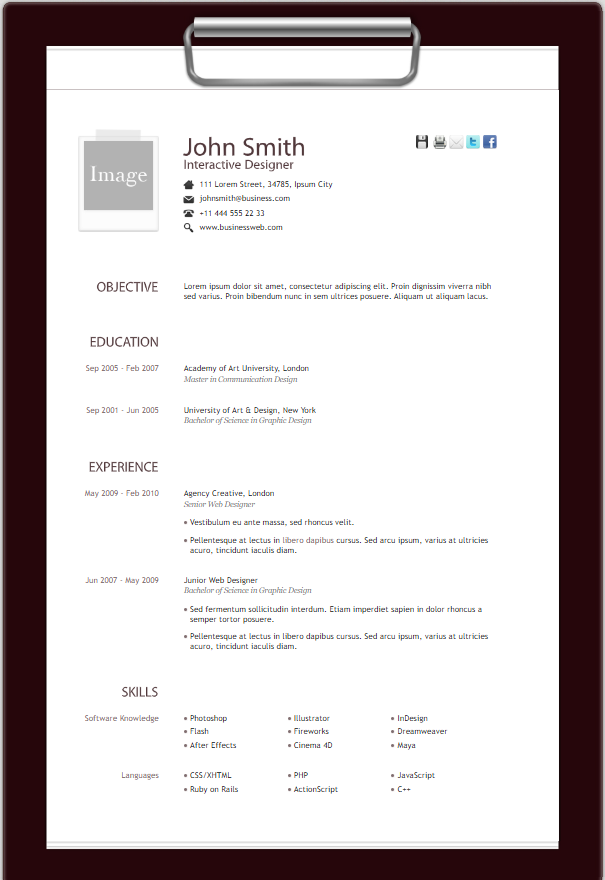 Image
John Smith
Interactive Designer
111 Lorem Street, 34785, Ipsum City
johnsmith@business.com
+11 444 555 22 33
www.businessweb.com
OBJECTIVE
Lorem ipsum dolor sit amet, consectetur adipiscing elit. Proin dignissim viverra nibh
sed varius. Proin bibendum nunc in sem ultrices posuere. Aliquam ut aliquam lacus.
EDUCATION
Sep 2005 - Feb 2007
Academy of Art University, London
Master in Communication Design
Sep 2001 - Jun 2005
University of Art & Design, New York
Bachelor of Science in Graphic Design
EXPERIENCE
May 2009 - Feb 2010
Agency Creative, London
Senior Web Designer
• Vestibulum eu ante massa, sed rhoncus velit.
• Pellentesque at lectus in libero dapibus cursus. Sed arcu ipsum, varius at ultricies
acuro, tincidunt iaculis diam.
Jun 2007 - May 2009
Junior Web Designer
Bachelor of Science in Graphic Design
• Sed fermentum sollicitudin interdum. Etiam imperdiet sapien in dolor rhoncus a
semper tortor posuere.
• Pellentesque at lectus in libero dapibus cursus. Sed arcu ipsum, varius at ultricies
acuro, tincidunt iaculis diam.
SKILLS
Software Knowledge
• Photoshop • Illustrator • InDesign
• Flash • Fireworks • Dreamweaver
• After Effects • Cinema 4D • Maya
Languages
• CSS/XHTML • PHP • JavaScript
• Ruby on Rails • ActionScript • C++